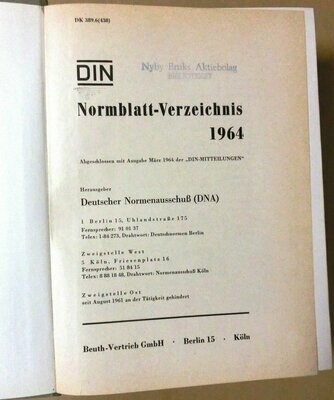 DK 389.6(430)
DIN
Nyby Bruks Aktiebolag
BIBLIOTEKET
Normblatt-Verzeichnis
1964
Abgeschlossen mit Ausgabe März 1964 der „DIN-MITTEILUNGEN"
Herausgeber
Deutscher Normenausschuß (DNA)
1 Berlin 15, Uhlandstraße 175
Fernsprecher: 91 01 37
Telex: 1-84 273, Drahtwort: Deutschnormen Berlin
Zweigstelle West
5 Köln, Friesenplatz 16
Fernsprecher: 51 84 15
Telex: 8 88 18 48, Drahtwort: Normenausschuß Köln
Zweigstelle Ost
seit August 1961 an der Tätigkeit gehindert
Beuth-Vertrieb GmbH · Berlin 15 · Köln